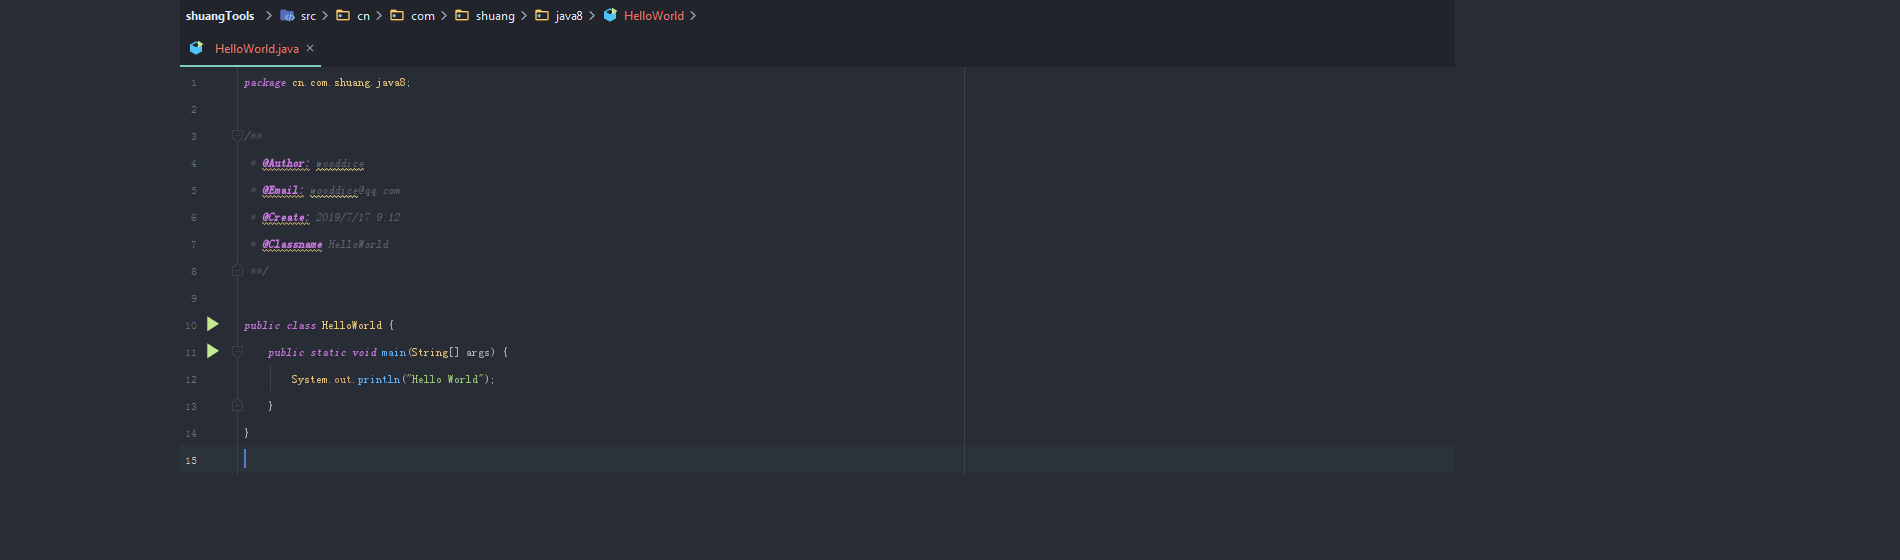 shuangTools > src > cn > com > shuang > java8 > HelloWorld >
HelloWorld.java ×
1 package cn.com.shuang.java8;
2
3 /**
4 * @Author: wooddice
5 * @Email: wooddice@qq.com
6 * @Create: 2019/7/17 9:12
7 * @Classname HelloWorld
8 **/
9
10 public class HelloWorld {
11 public static void main(String[] args) {
12 System.out.println("Hello World");
13 }
14 }
15